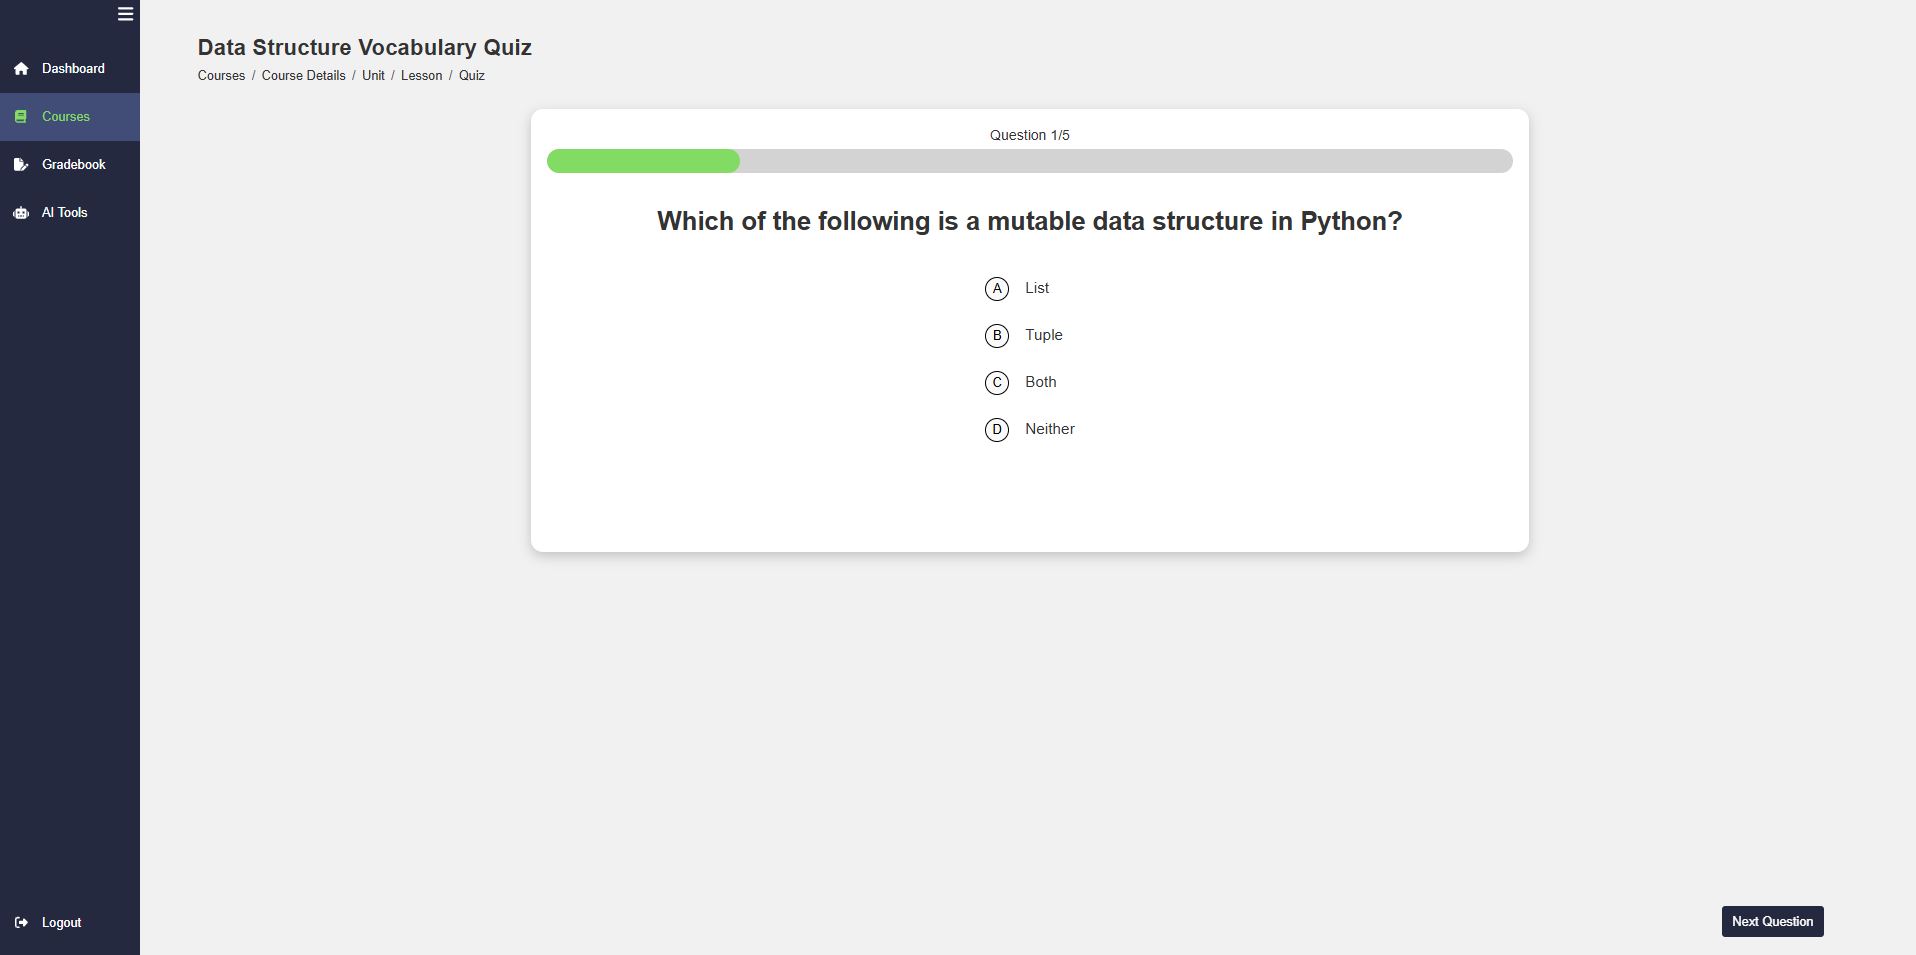 Dashboard
Courses
Gradebook
AI Tools
Logout
Data Structure Vocabulary Quiz
Courses / Course Details / Unit / Lesson / Quiz
Question 1/5
Which of the following is a mutable data structure in Python?
A List
B Tuple
C Both
D Neither
Next Question